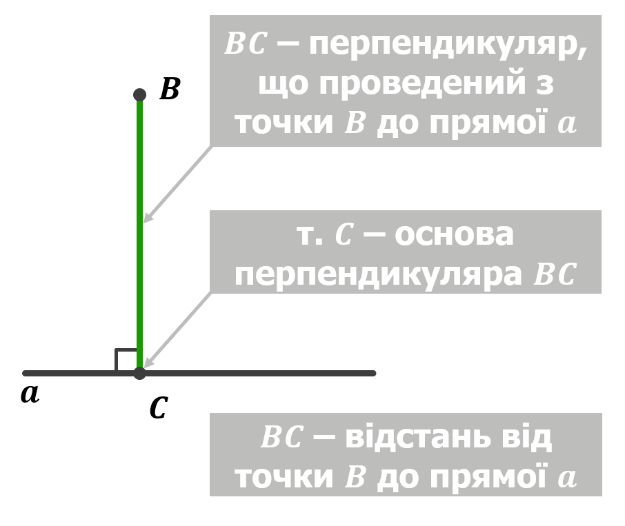 BC – перпендикуляр,
що проведений з
точки B до прямої a
B
т. C – основа
перпендикуляра BC
a
C
BC – відстань від
точки B до прямої a